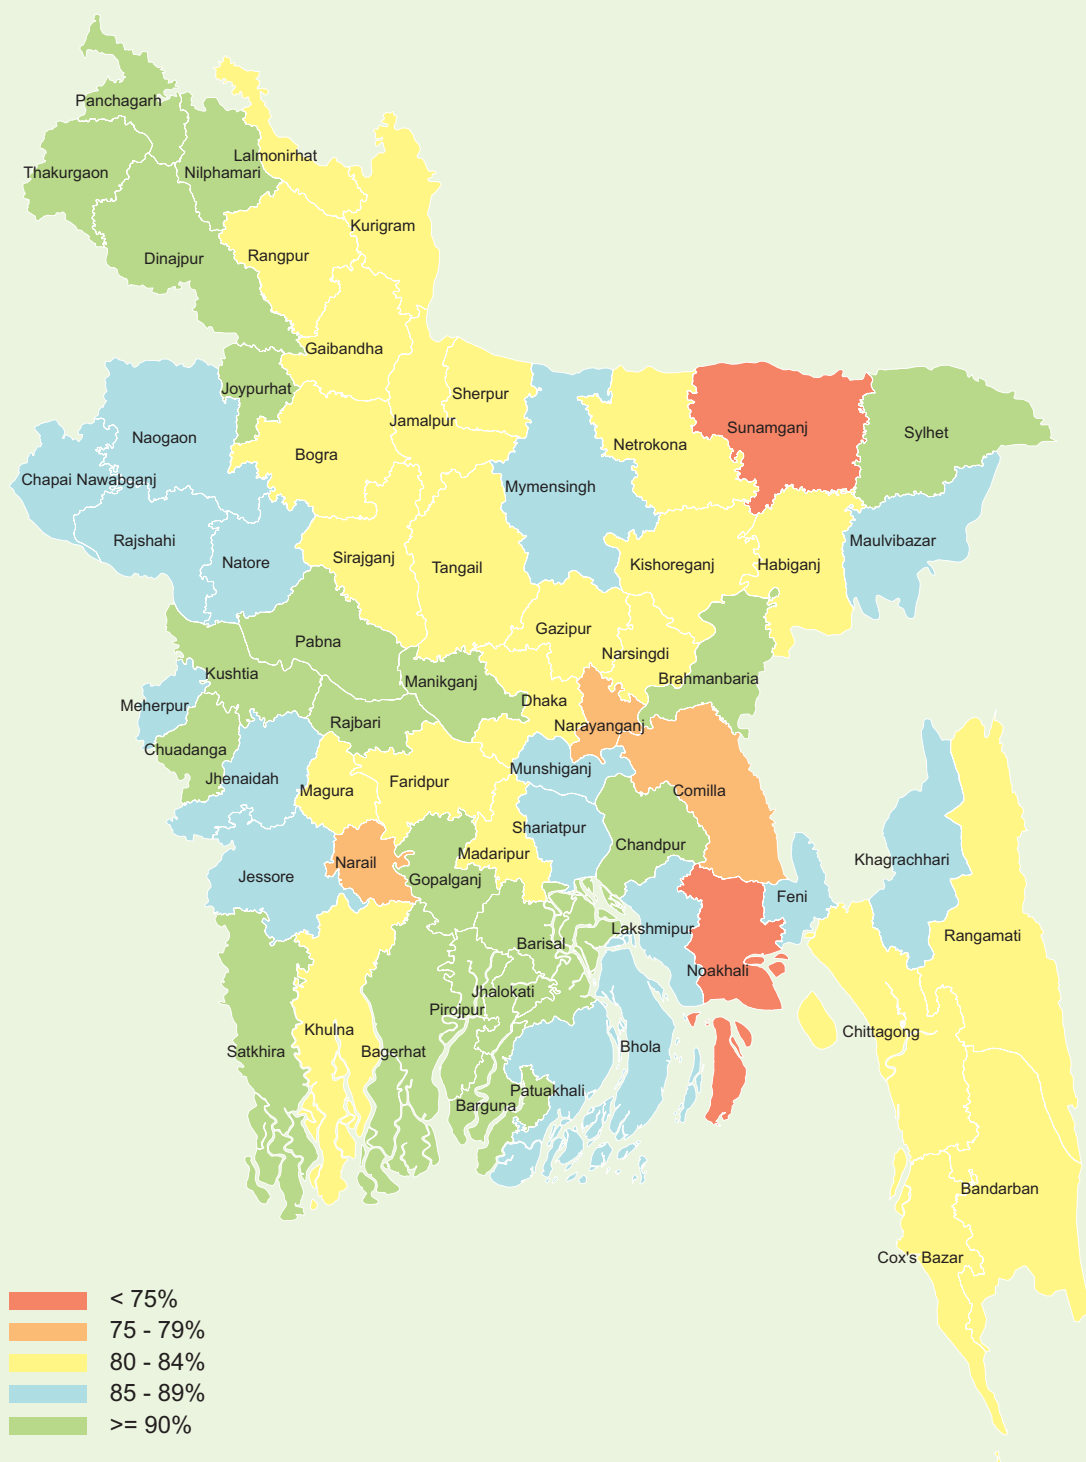 Panchagarh
Lalmonirhat
Thakurgaon
Nilphamari
Kurigram
Rangpur
Dinajpur
Gaibandha
Joypurhat
Sherpur
Jamalpur
Sunamganj
Sylhet
Naogaon
Netrokona
Bogra
Chapai Nawabganj
Mymensingh
Rajshahi
Maulvibazar
Natore
Sirajganj
Tangail
Kishoreganj
Habiganj
Gazipur
Pabna
Narsingdi
Kushtia
Manikganj
Brahmanbaria
Meherpur
Dhaka
Rajbari
Narayanganj
Chuadanga
Munshiganj
Jhenaidah
Magura
Faridpur
Comilla
Shariatpur
Chandpur
Madaripur
Narail
Khagrachhari
Jessore
Gopalganj
Feni
Lakshmipur
Rangamati
Barisal
Noakhali
Jhalokati
Pirojpur
Khulna
Chittagong
Satkhira
Bagerhat
Bhola
Patuakhali
Barguna
Bandarban
Cox's Bazar
< 75%
75 - 79%
80 - 84%
85 - 89%
>= 90%